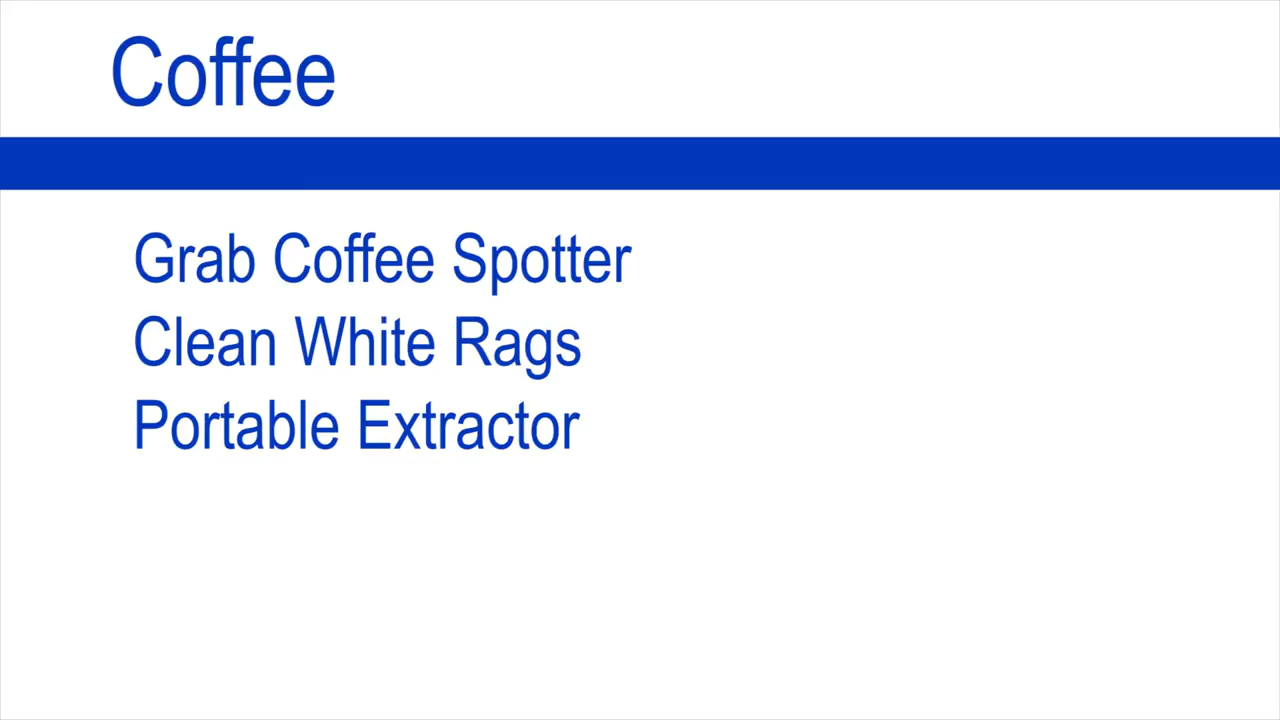 Coffee
Grab Coffee Spotter
Clean White Rags
Portable Extractor